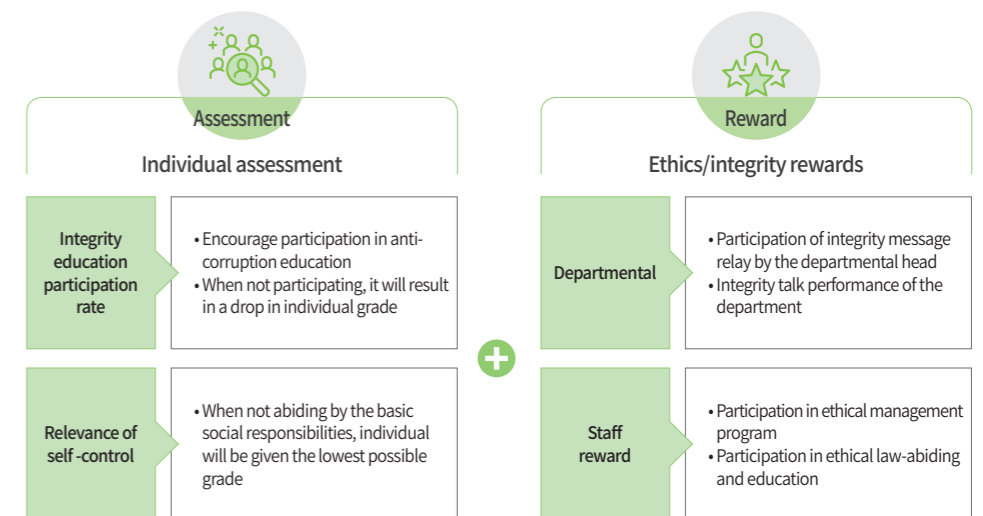 Assessment
Individual assessment
Integrity
education
participation
rate
• Encourage participation in anti-
corruption education
• When not participating, it will result
in a drop in individual grade
Relevance of
self -control
• When not abiding by the basic
social responsibilities, individual
will be given the lowest possible
grade
Reward
Ethics/integrity rewards
Departmental
• Participation of integrity message
relay by the departmental head
• Integrity talk performance of the
department
Staff
reward
• Participation in ethical management
program
• Participation in ethical law-abiding
and education